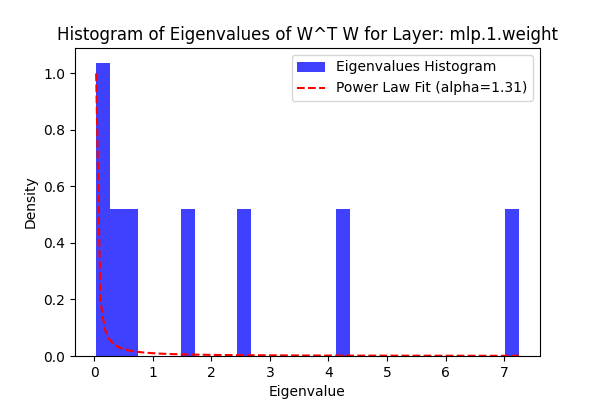 Histogram of Eigenvalues of W^T W for Layer: mlp.1.weight
Eigenvalues Histogram
Power Law Fit (alpha=1.31)
1.0
0.8
0.6
0.4
0.2
0.0
Density
0 1 2 3 4 5 6 7
Eigenvalue